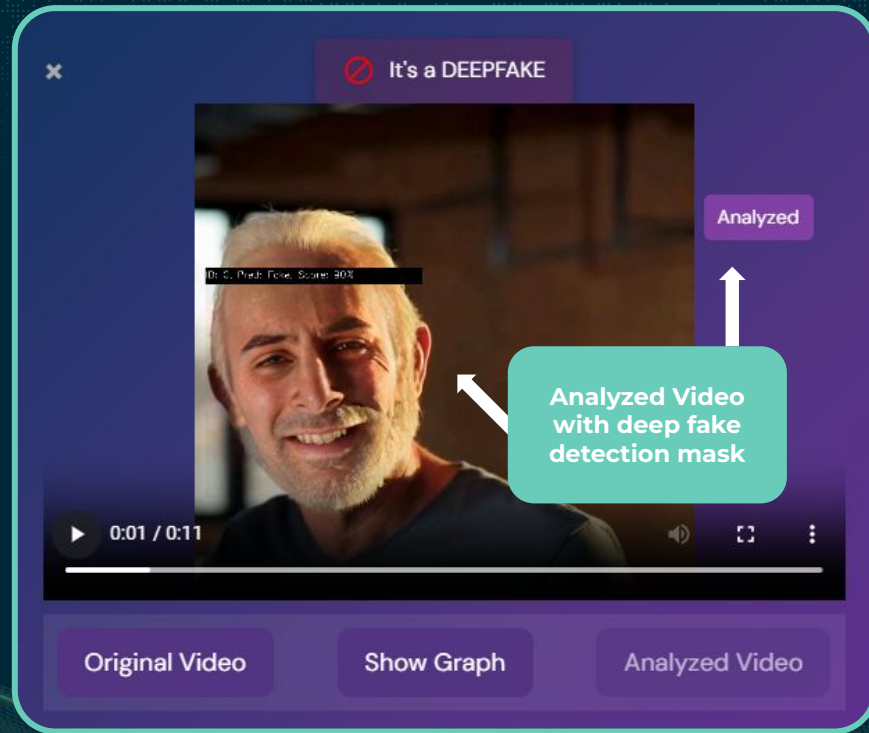 It's a DEEPFAKE
Analyzed
ID: 0, Pred: Fake, Score: 90%
Analyzed Video
with deep fake
detection mask
0:01 / 0:11
Original Video
Show Graph
Analyzed Video